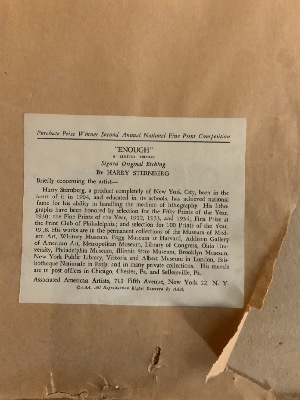 Purchase Prize Winner Second Annual National Fine Print Competition
"ENOUGH"
A LIMITED EDITION
Signed Original Etching
By HARRY STERNBERG
Briefly concerning the artist—
Harry Sternberg, a product completely of New York City, born in the
heart of it in 1904, and educated in its schools, has achieved national
fame for his ability in handling the medium of lithography. His litho-
graphs have been honored by selection for the Fifty Prints of the Year,
1930; the Fine Prints of the Year, 1932, 1933, and 1934; First Prize at
the Print Club of Philadelphia; and selection for 100 Prints of the Year,
1938. His works are in the permanent collections of the Museum of Mod-
ern Art, Whitney Museum, Fogg Museum at Harvard, Addison Gallery
of American Art, Metropolitan Museum, Library of Congress, Ohio Uni-
versity, Philadelphia Museum, Illinois State Museum, Brooklyn Museum
New York Public Library, Victoria and Albert Museum in London, Bib-
liotheque Nationale in Paris and in many private collections. His murals
are in post offices in Chicago, Chester, Pa. and Sellersville, Pa.
Associated American Artists, 711 Fifth Avenue, New York 22, N. Y.
©AAA. All Reproduction Rights Reserved by AAA.